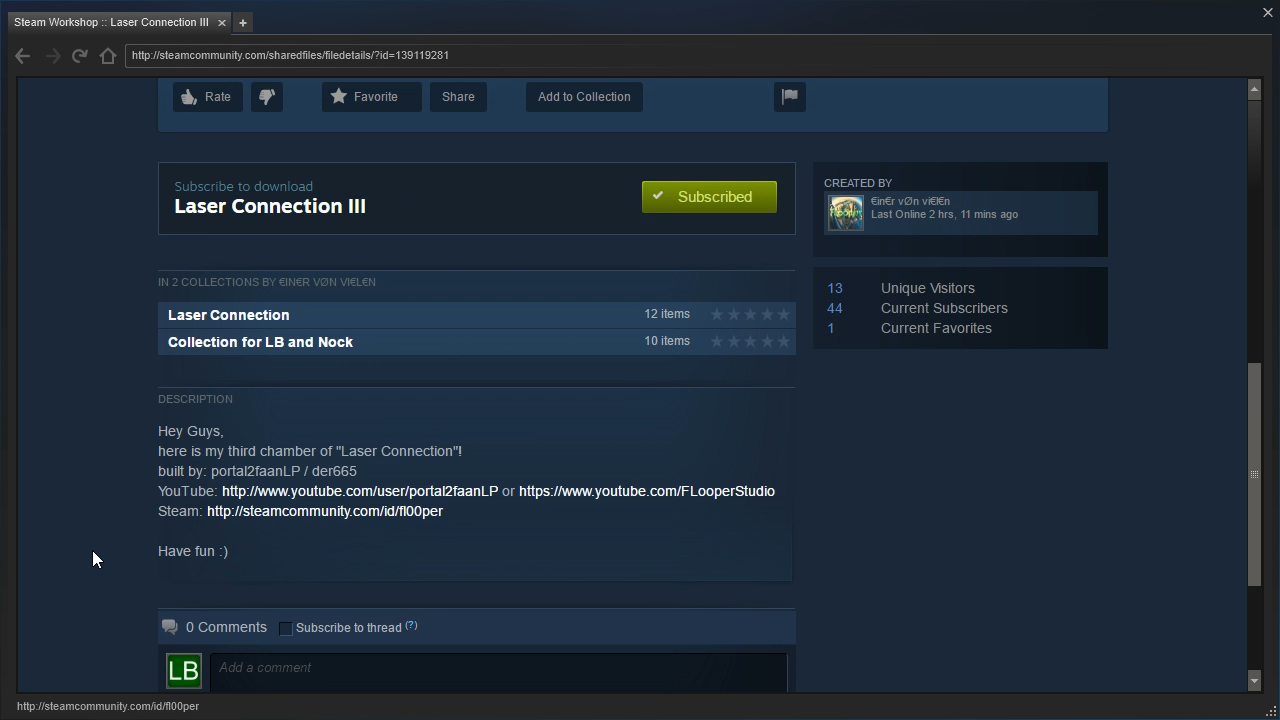 Steam Workshop :: Laser Connection III
http://steamcommunity.com/sharedfiles/filedetails/?id=139119281
Rate
Favorite
Share
Add to Collection
Subscribe to download
Laser Connection III
Subscribed
CREATED BY
€in€r vØn vi€l€n
Last Online 2 hrs, 11 mins ago
13 Unique Visitors
44 Current Subscribers
1 Current Favorites
IN 2 COLLECTIONS BY €IN€R VØN VI€L€N
Laser Connection 12 items
Collection for LB and Nock 10 items
DESCRIPTION
Hey Guys,
here is my third chamber of "Laser Connection"!
built by: portal2faanLP / der665
YouTube: http://www.youtube.com/user/portal2faanLP or https://www.youtube.com/FLooperStudio
Steam: http://steamcommunity.com/id/fl00per
Have fun :)
0 Comments Subscribe to thread (?)
LB
Add a comment
http://steamcommunity.com/id/fl00per